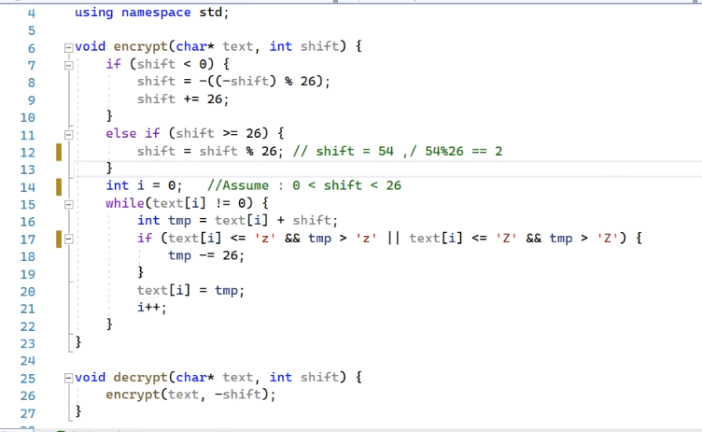 4 using namespace std;
5
6 void encrypt(char* text, int shift) {
7 if (shift < 0) {
8 shift = -((-shift) % 26);
9 shift += 26;
10 }
11 else if (shift >= 26) {
12 shift = shift % 26; // shift = 54 ,/ 54%26 == 2
13 }
14 int i = 0; //Assume : 0 < shift < 26
15 while(text[i] != 0) {
16 int tmp = text[i] + shift;
17 if (text[i] <= 'z' && tmp > 'z' || text[i] <= 'Z' && tmp > 'Z') {
18 tmp -= 26;
19 }
20 text[i] = tmp;
21 i++;
22 }
23 }
24
25 void decrypt(char* text, int shift) {
26 encrypt(text, -shift);
27 }